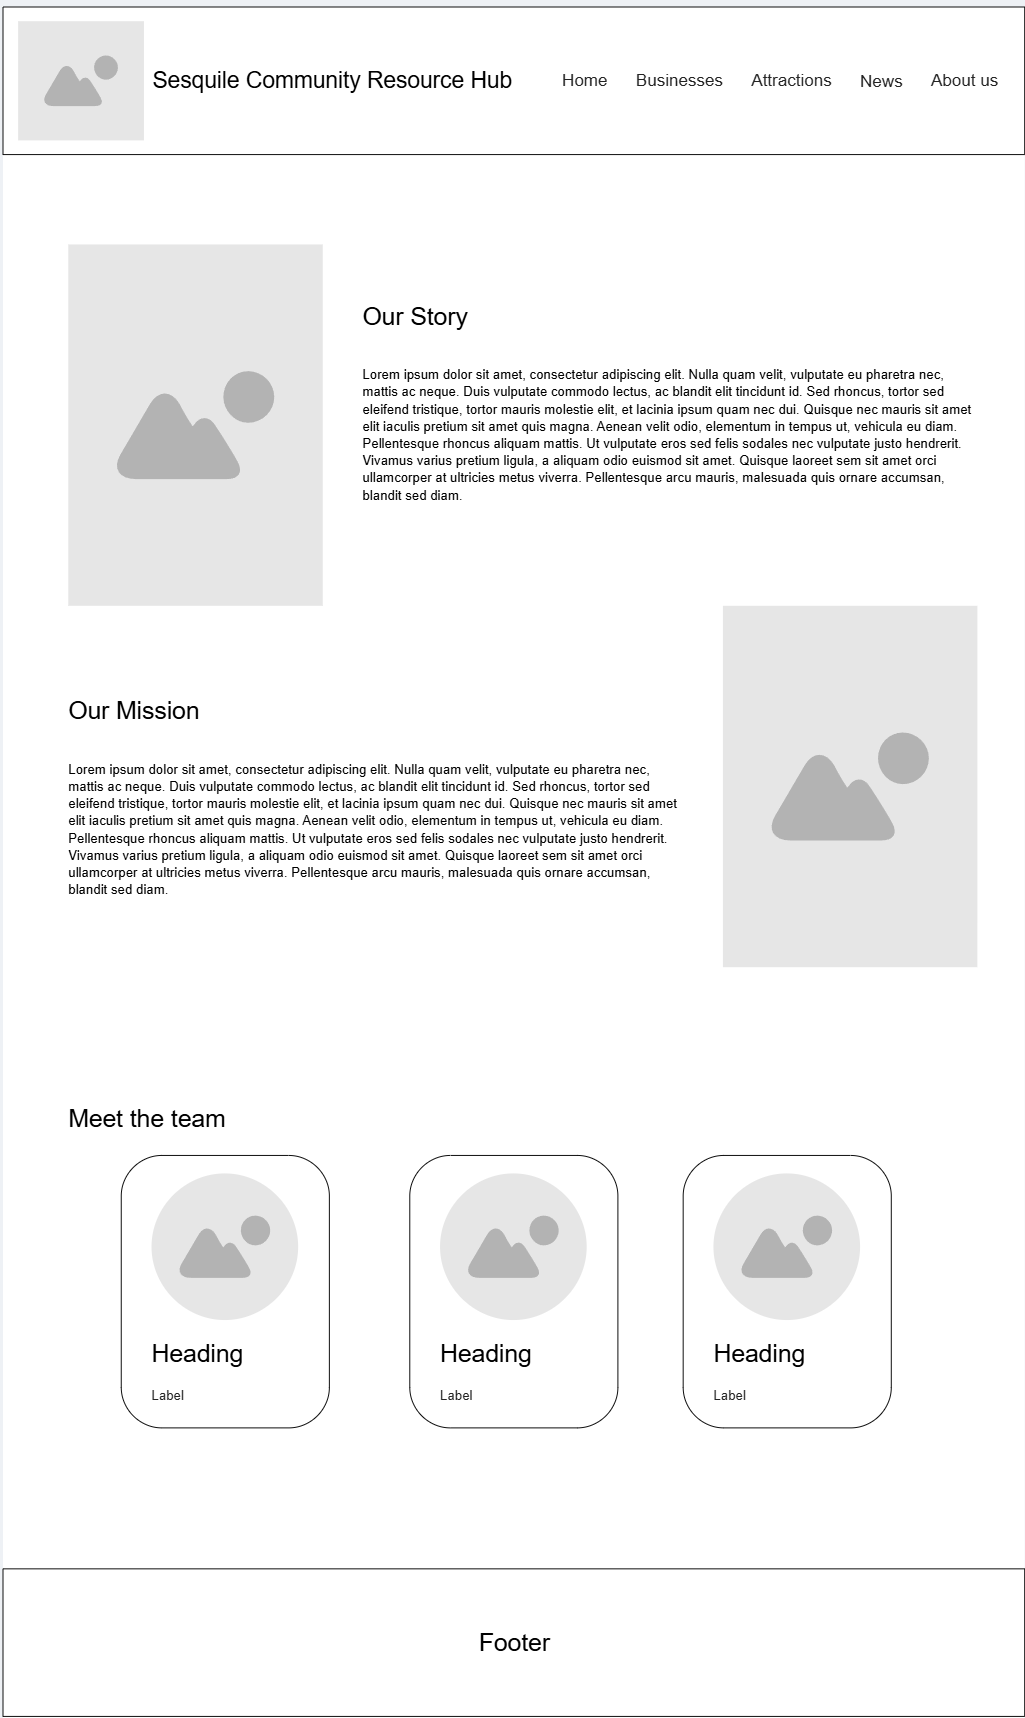 Sesquile Community Resource Hub
Home
Businesses
Attractions
News
About us
Our Story
Lorem ipsum dolor sit amet, consectetur adipiscing elit. Nulla quam velit, vulputate eu pharetra nec,
mattis ac neque. Duis vulputate commodo lectus, ac blandit elit tincidunt id. Sed rhoncus, tortor sed
eleifend tristique, tortor mauris molestie elit, et lacinia ipsum quam nec dui. Quisque nec mauris sit amet
elit iaculis pretium sit amet quis magna. Aenean velit odio, elementum in tempus ut, vehicula eu diam.
Pellentesque rhoncus aliquam mattis. Ut vulputate eros sed felis sodales nec vulputate justo hendrerit.
Vivamus varius pretium ligula, a aliquam odio euismod sit amet. Quisque laoreet sem sit amet orci
ullamcorper at ultricies metus viverra. Pellentesque arcu mauris, malesuada quis ornare accumsan,
blandit sed diam.
Our Mission
Lorem ipsum dolor sit amet, consectetur adipiscing elit. Nulla quam velit, vulputate eu pharetra nec,
mattis ac neque. Duis vulputate commodo lectus, ac blandit elit tincidunt id. Sed rhoncus, tortor sed
eleifend tristique, tortor mauris molestie elit, et lacinia ipsum quam nec dui. Quisque nec mauris sit amet
elit iaculis pretium sit amet quis magna. Aenean velit odio, elementum in tempus ut, vehicula eu diam.
Pellentesque rhoncus aliquam mattis. Ut vulputate eros sed felis sodales nec vulputate justo hendrerit.
Vivamus varius pretium ligula, a aliquam odio euismod sit amet. Quisque laoreet sem sit amet orci
ullamcorper at ultricies metus viverra. Pellentesque arcu mauris, malesuada quis ornare accumsan,
blandit sed diam.
Meet the team
Heading
Label
Heading
Label
Heading
Label
Footer